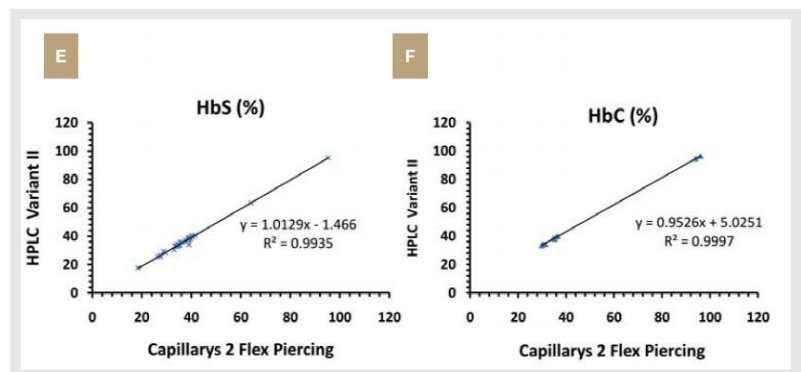 E
HbS (%)
HPLC Variant II
120
100
80
60
40
20
0
y = 1.0129x - 1.466
R² = 0.9935
0 20 40 60 80 100 120
Capillarys 2 Flex Piercing
F
HbC (%)
HPLC Variant II
120
100
80
60
40
20
0
y = 0.9526x + 5.0251
R² = 0.9997
0 20 40 60 80 100 120
Capillarys 2 Flex Piercing